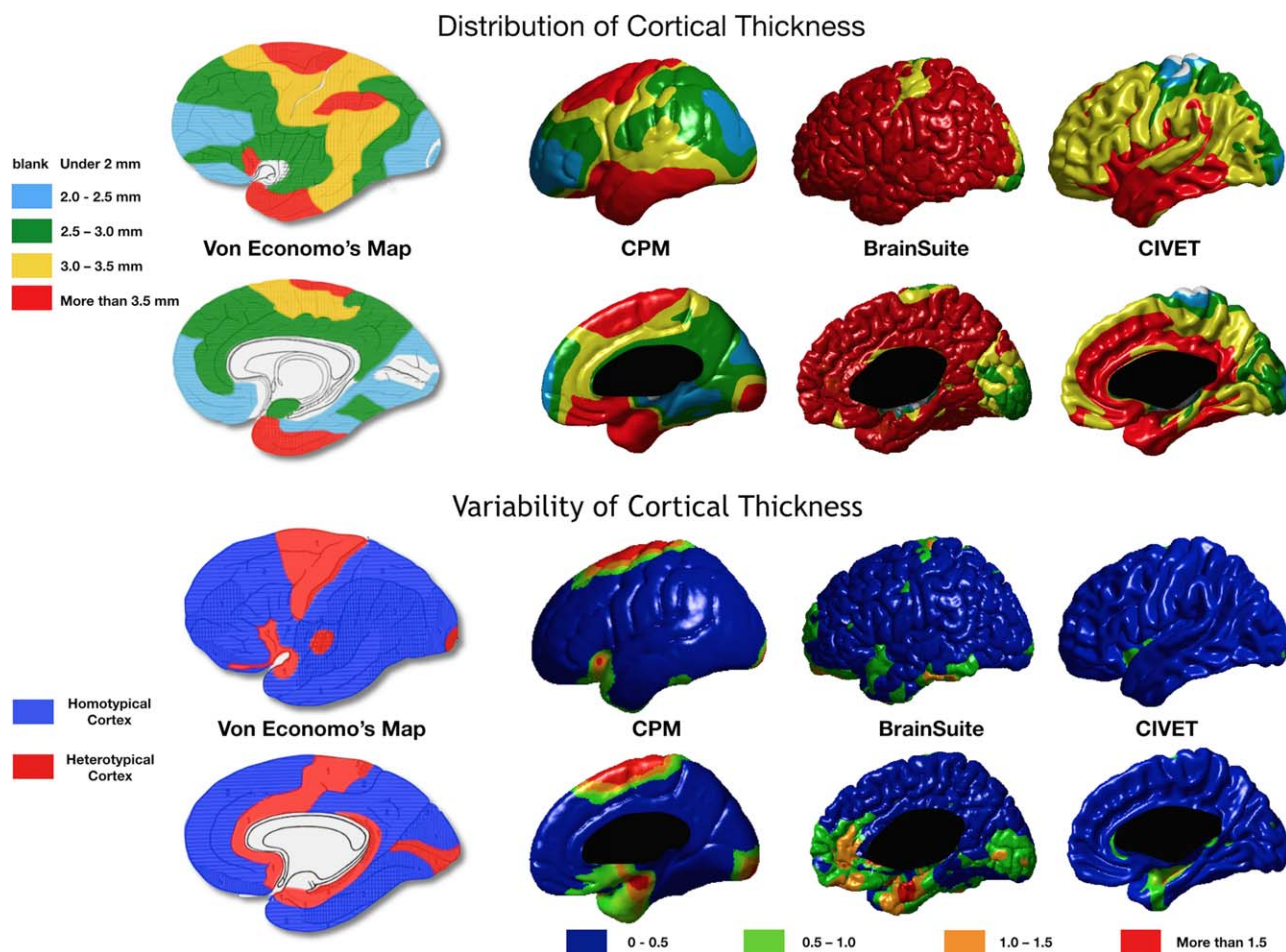 Distribution of Cortical Thickness
blank Under 2 mm
2.0 - 2.5 mm
2.5 – 3.0 mm
3.0 – 3.5 mm
More than 3.5 mm
Von Economo's Map
CPM
BrainSuite
CIVET
Variability of Cortical Thickness
Homotypical
Cortex
Heterotypical
Cortex
Von Economo's Map
CPM
BrainSuite
CIVET
0 - 0.5
0.5 – 1.0
1.0 – 1.5
More than 1.5